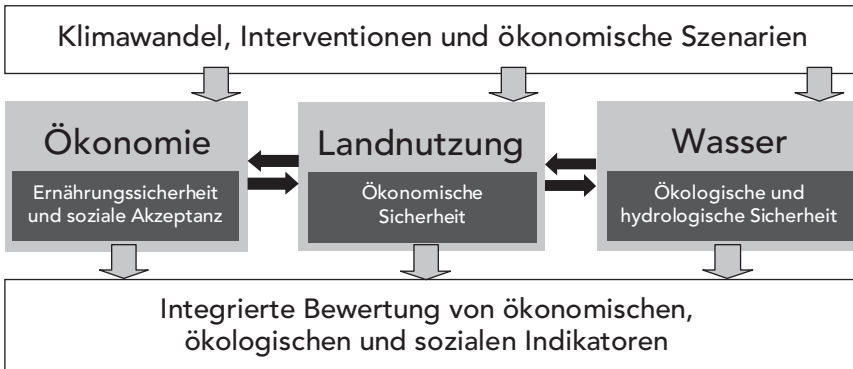 Klimawandel, Interventionen und ökonomische Szenarien
Ökonomie
Ernährungssicherheit
und soziale Akzeptanz
Landnutzung
Ökonomische
Sicherheit
Wasser
Ökologische und
hydrologische Sicherheit
Integrierte Bewertung von ökonomischen,
ökologischen und sozialen Indikatoren